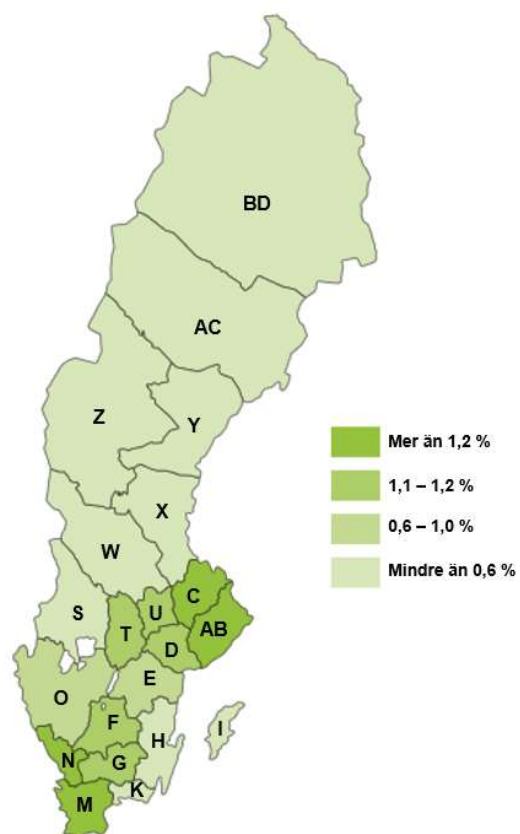 BD
AC
Z
Y
Mer än 1,2 %
1,1 – 1,2 %
0,6 – 1,0 %
Mindre än 0,6 %
X
W
S
T
U
C
AB
D
O
E
F
H
I
N
G
K
M